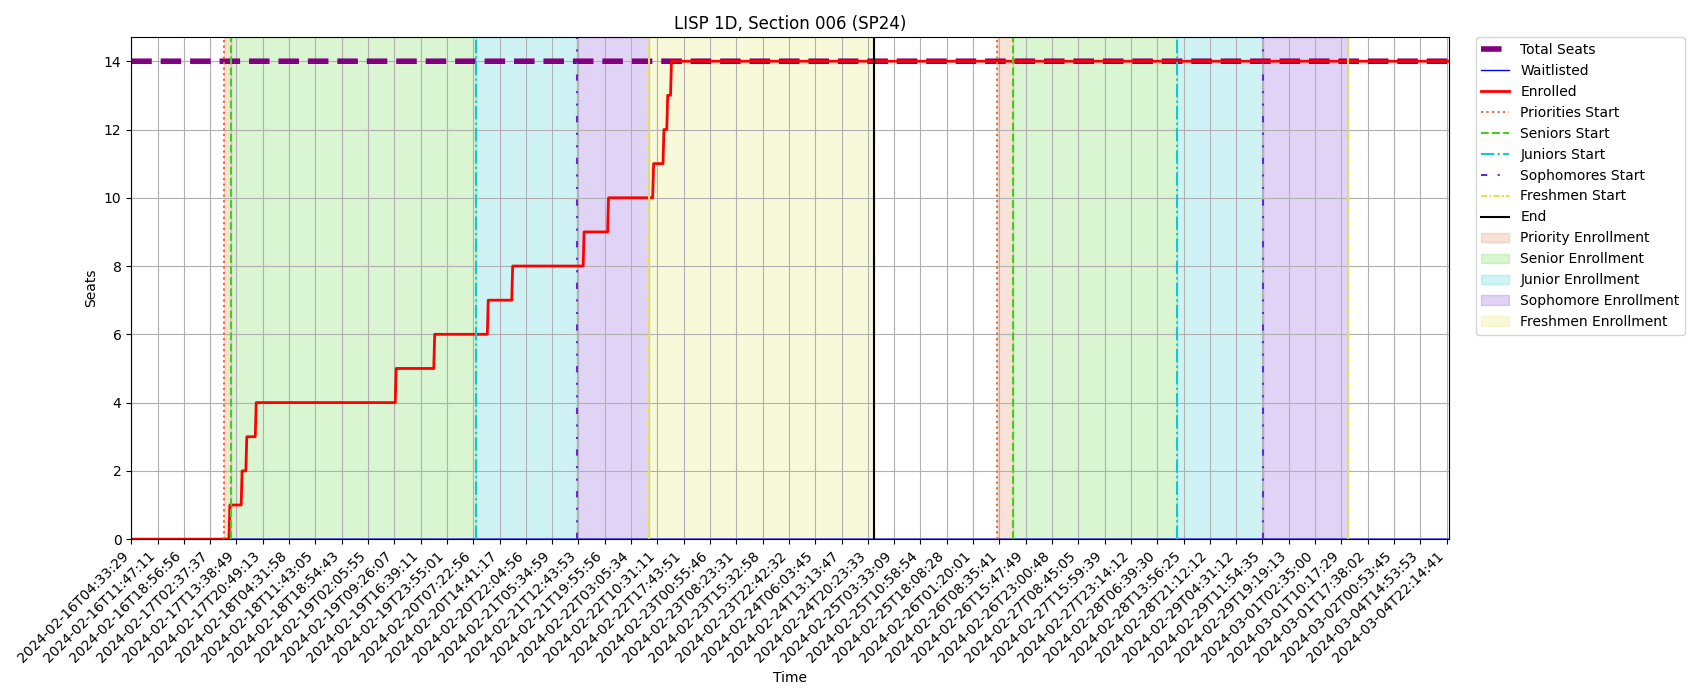 LISP 1D, Section 006 (SP24)
Total Seats
Waitlisted
Enrolled
Priorities Start
Seniors Start
Juniors Start
Sophomores Start
Freshmen Start
End
Priority Enrollment
Senior Enrollment
Junior Enrollment
Sophomore Enrollment
Freshmen Enrollment
Seats
14
12
10
8
6
4
2
0
2024-02-16T04:33:29
2024-02-16T11:47:11
2024-02-16T18:56:56
2024-02-17T02:37:37
2024-02-17T13:38:49
2024-02-17T20:49:13
2024-02-18T04:31:58
2024-02-18T11:43:05
2024-02-18T18:54:43
2024-02-19T02:05:55
2024-02-19T09:26:07
2024-02-19T16:39:11
2024-02-19T23:55:01
2024-02-20T07:22:56
2024-02-20T14:41:17
2024-02-20T22:04:56
2024-02-21T05:34:59
2024-02-21T12:43:53
2024-02-21T19:55:56
2024-02-22T03:05:34
2024-02-22T10:31:11
2024-02-22T17:43:51
2024-02-23T00:55:46
2024-02-23T08:23:31
2024-02-23T15:32:58
2024-02-23T22:42:32
2024-02-24T06:03:45
2024-02-24T13:13:47
2024-02-24T20:23:33
2024-02-25T03:33:09
2024-02-25T10:58:54
2024-02-25T18:08:28
2024-02-26T01:20:01
2024-02-26T08:35:41
2024-02-26T15:47:49
2024-02-26T23:00:48
2024-02-27T08:45:05
2024-02-27T15:59:39
2024-02-27T23:14:12
2024-02-28T06:39:30
2024-02-28T13:56:25
2024-02-28T21:12:12
2024-02-29T04:31:12
2024-02-29T11:54:35
2024-02-29T19:19:13
2024-03-01T02:35:00
2024-03-01T10:17:29
2024-03-01T17:38:02
2024-03-02T00:53:45
2024-03-04T14:53:53
2024-03-04T22:14:41
Time